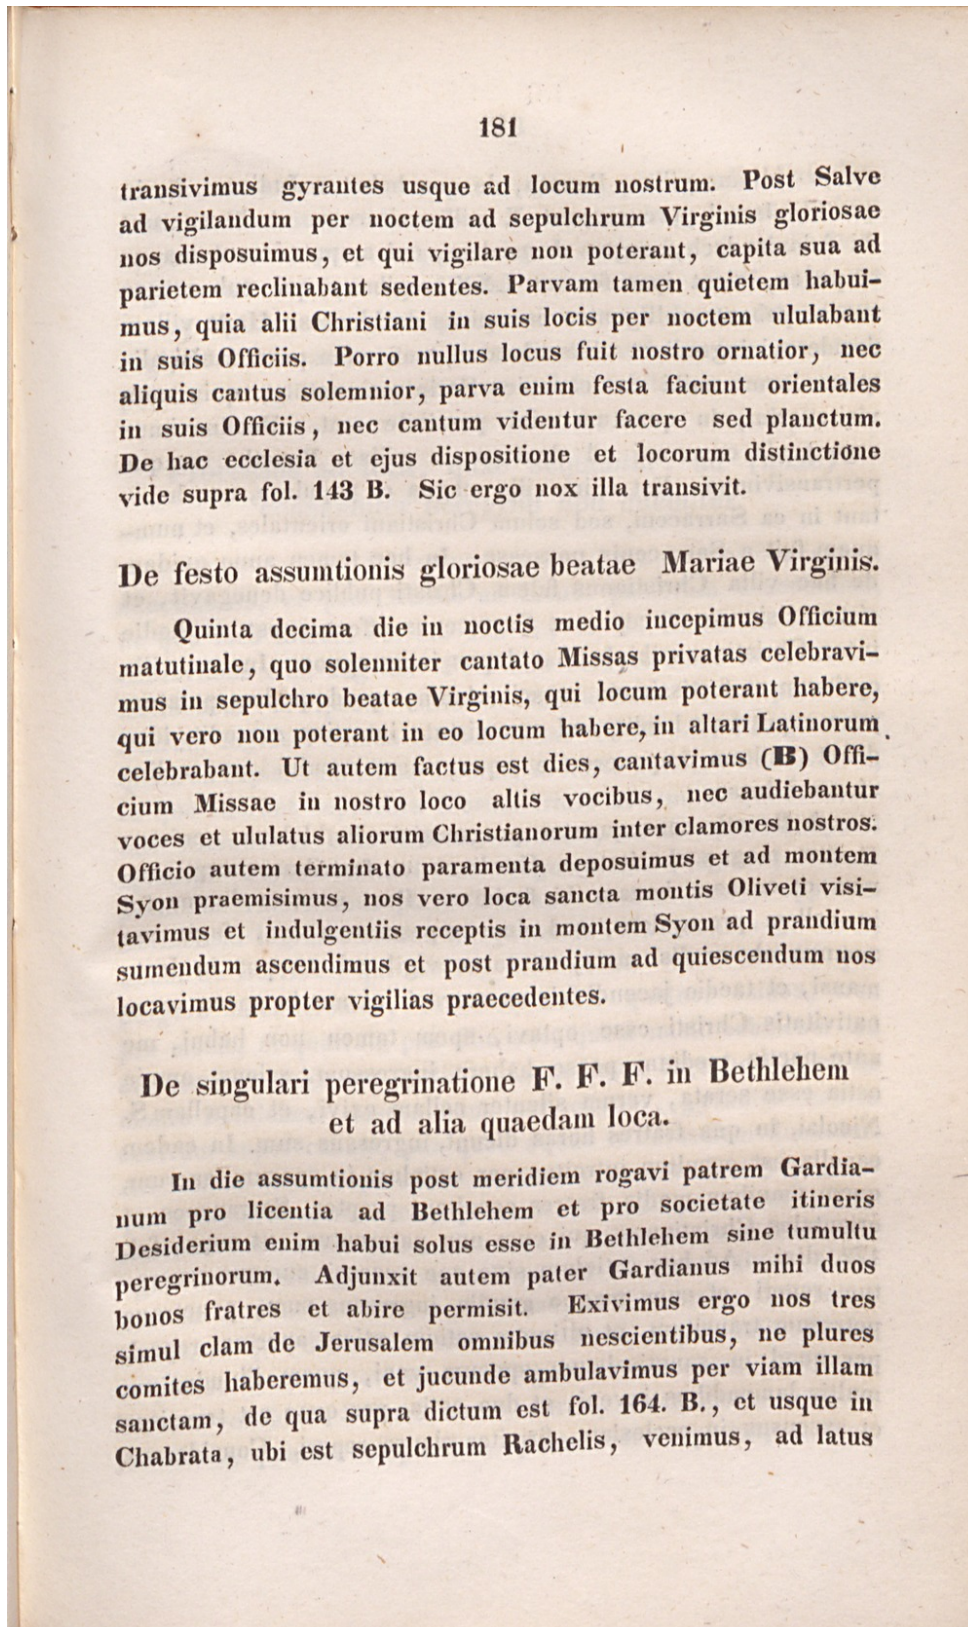 181
transivimus gyrantes usque ad locum nostrum. Post Salve
ad vigilandum per noctem ad sepulchrum Virginis gloriosae
nos disposuimus, et qui vigilare non poterant, capita sua ad
parietem reclinabant sedentes. Parvam tamen quietem habui-
mus, quia alii Christiani in suis locis per noctem ululabant
in suis Officiis. Porro nullus locus fuit nostro ornatior, nec
aliquis cantus solemnior, parva enim festa faciunt orientales
in suis Officiis, nec cantum videntur facere sed planctum.
De hac ecclesia et ejus dispositione et locorum distinctione
vide supra fol. 143 B. Sic ergo nox illa transivit.
De festo assumtionis gloriosae beatae Mariae Virginis.
Quinta decima die in noctis medio incepimus Officium
matutinale, quo solenniter cantato Missas privatas celebravi-
mus in sepulchro beatae Virginis, qui locum poterant habere,
qui vero non poterant in eo locum habere, in altari Latinorum
celebrabant. Ut autem factus est dies, cantavimus (B) Offi-
cium Missae in nostro loco altis vocibus, nec audiebantur
voces et ululatus aliorum Christianorum inter clamores nostros.
Officio autem terminato paramenta deposuimus et ad montem
Syon praemisimus, nos vero loca sancta montis Oliveti visi-
tavimus et indulgentiis receptis in montem Syon ad prandium
sumendum ascendimus et post prandium ad quiescendum nos
locavimus propter vigilias praecedentes.
De singulari peregrinatione F. F. F. in Bethlehem
et ad alia quaedam loca.
In die assumtionis post meridiem rogavi patrem Gardia-
num pro licentia ad Bethlehem et pro societate itineris
Desiderium enim habui solus esse in Bethlehem sine tumultu
peregrinorum. Adjunxit autem pater Gardianus mihi duos
bonos fratres et abire permisit. Exivimus ergo nos tres
simul clam de Jerusalem omnibus nescientibus, ne plures
comites haberemus, et jucunde ambulavimus per viam illam
sanctam, de qua supra dictum est fol. 164. B., et usque in
Chabrata, ubi est sepulchrum Rachelis, venimus, ad latus